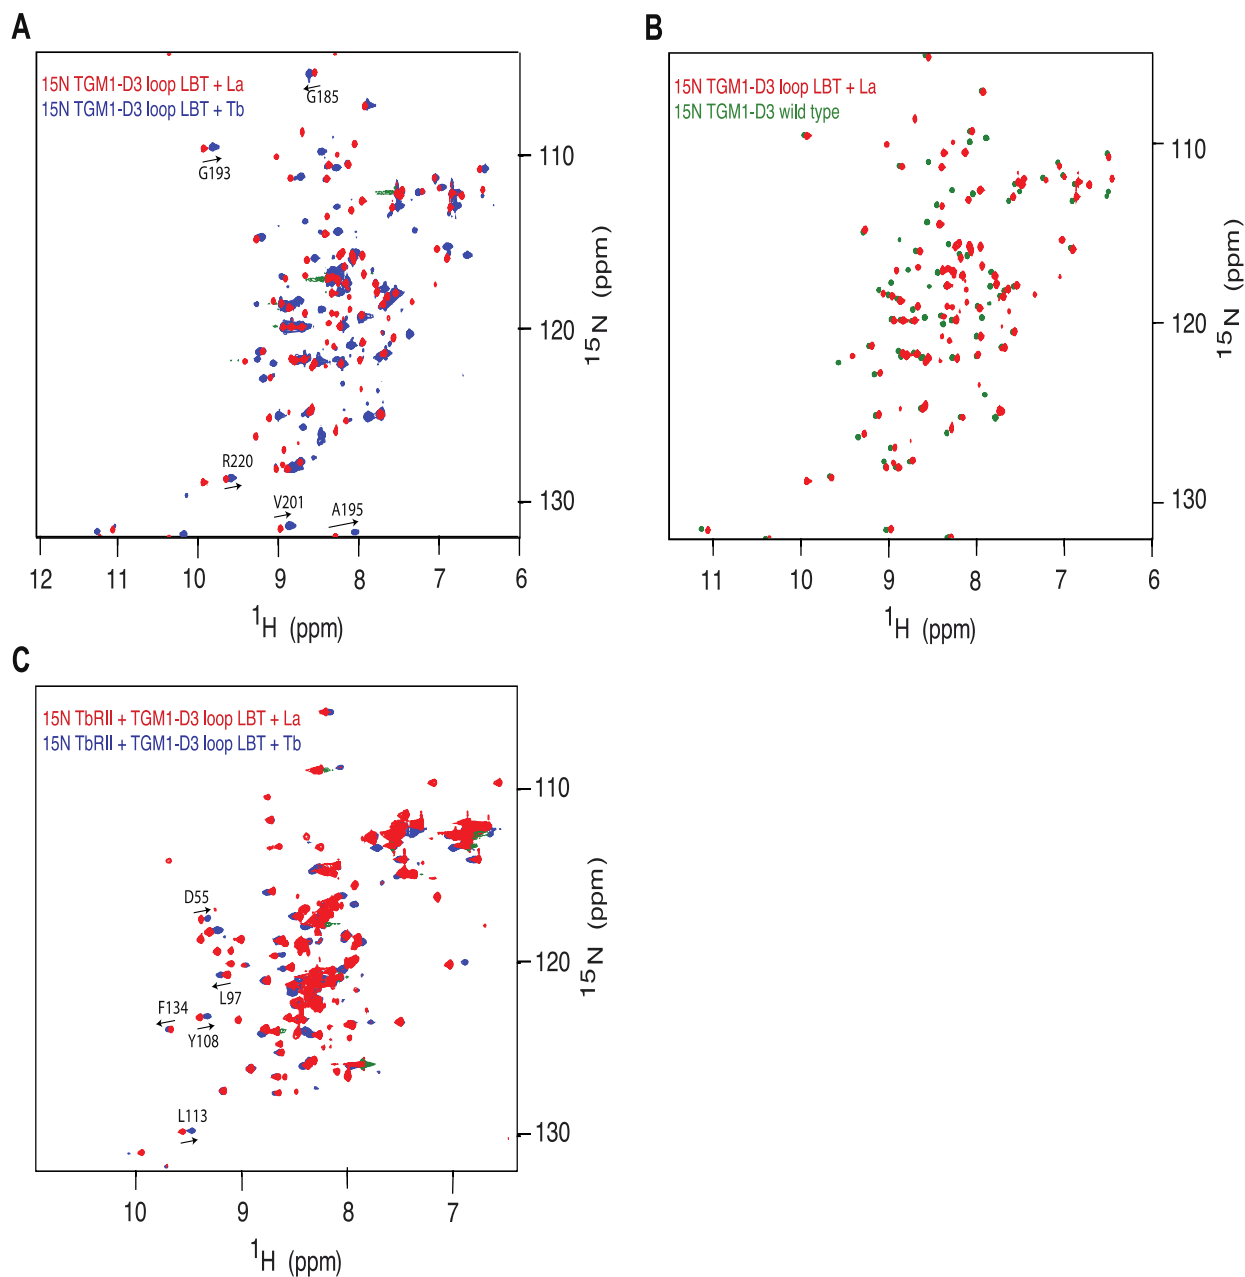 A
15N TGM1-D3 loop LBT + La
15N TGM1-D3 loop LBT + Tb
G185
G193
R220
V201
A195
110
120
130
15N (ppm)
12 11 10 9 8 7 6
1H (ppm)
B
15N TGM1-D3 loop LBT + La
15N TGM1-D3 wild type
110
120
130
15N (ppm)
11 10 9 8 7 6
1H (ppm)
C
15N TbRII + TGM1-D3 loop LBT + La
15N TbRII + TGM1-D3 loop LBT + Tb
D55
L97
F134
Y108
L113
110
120
130
15N (ppm)
10 9 8 7
1H (ppm)